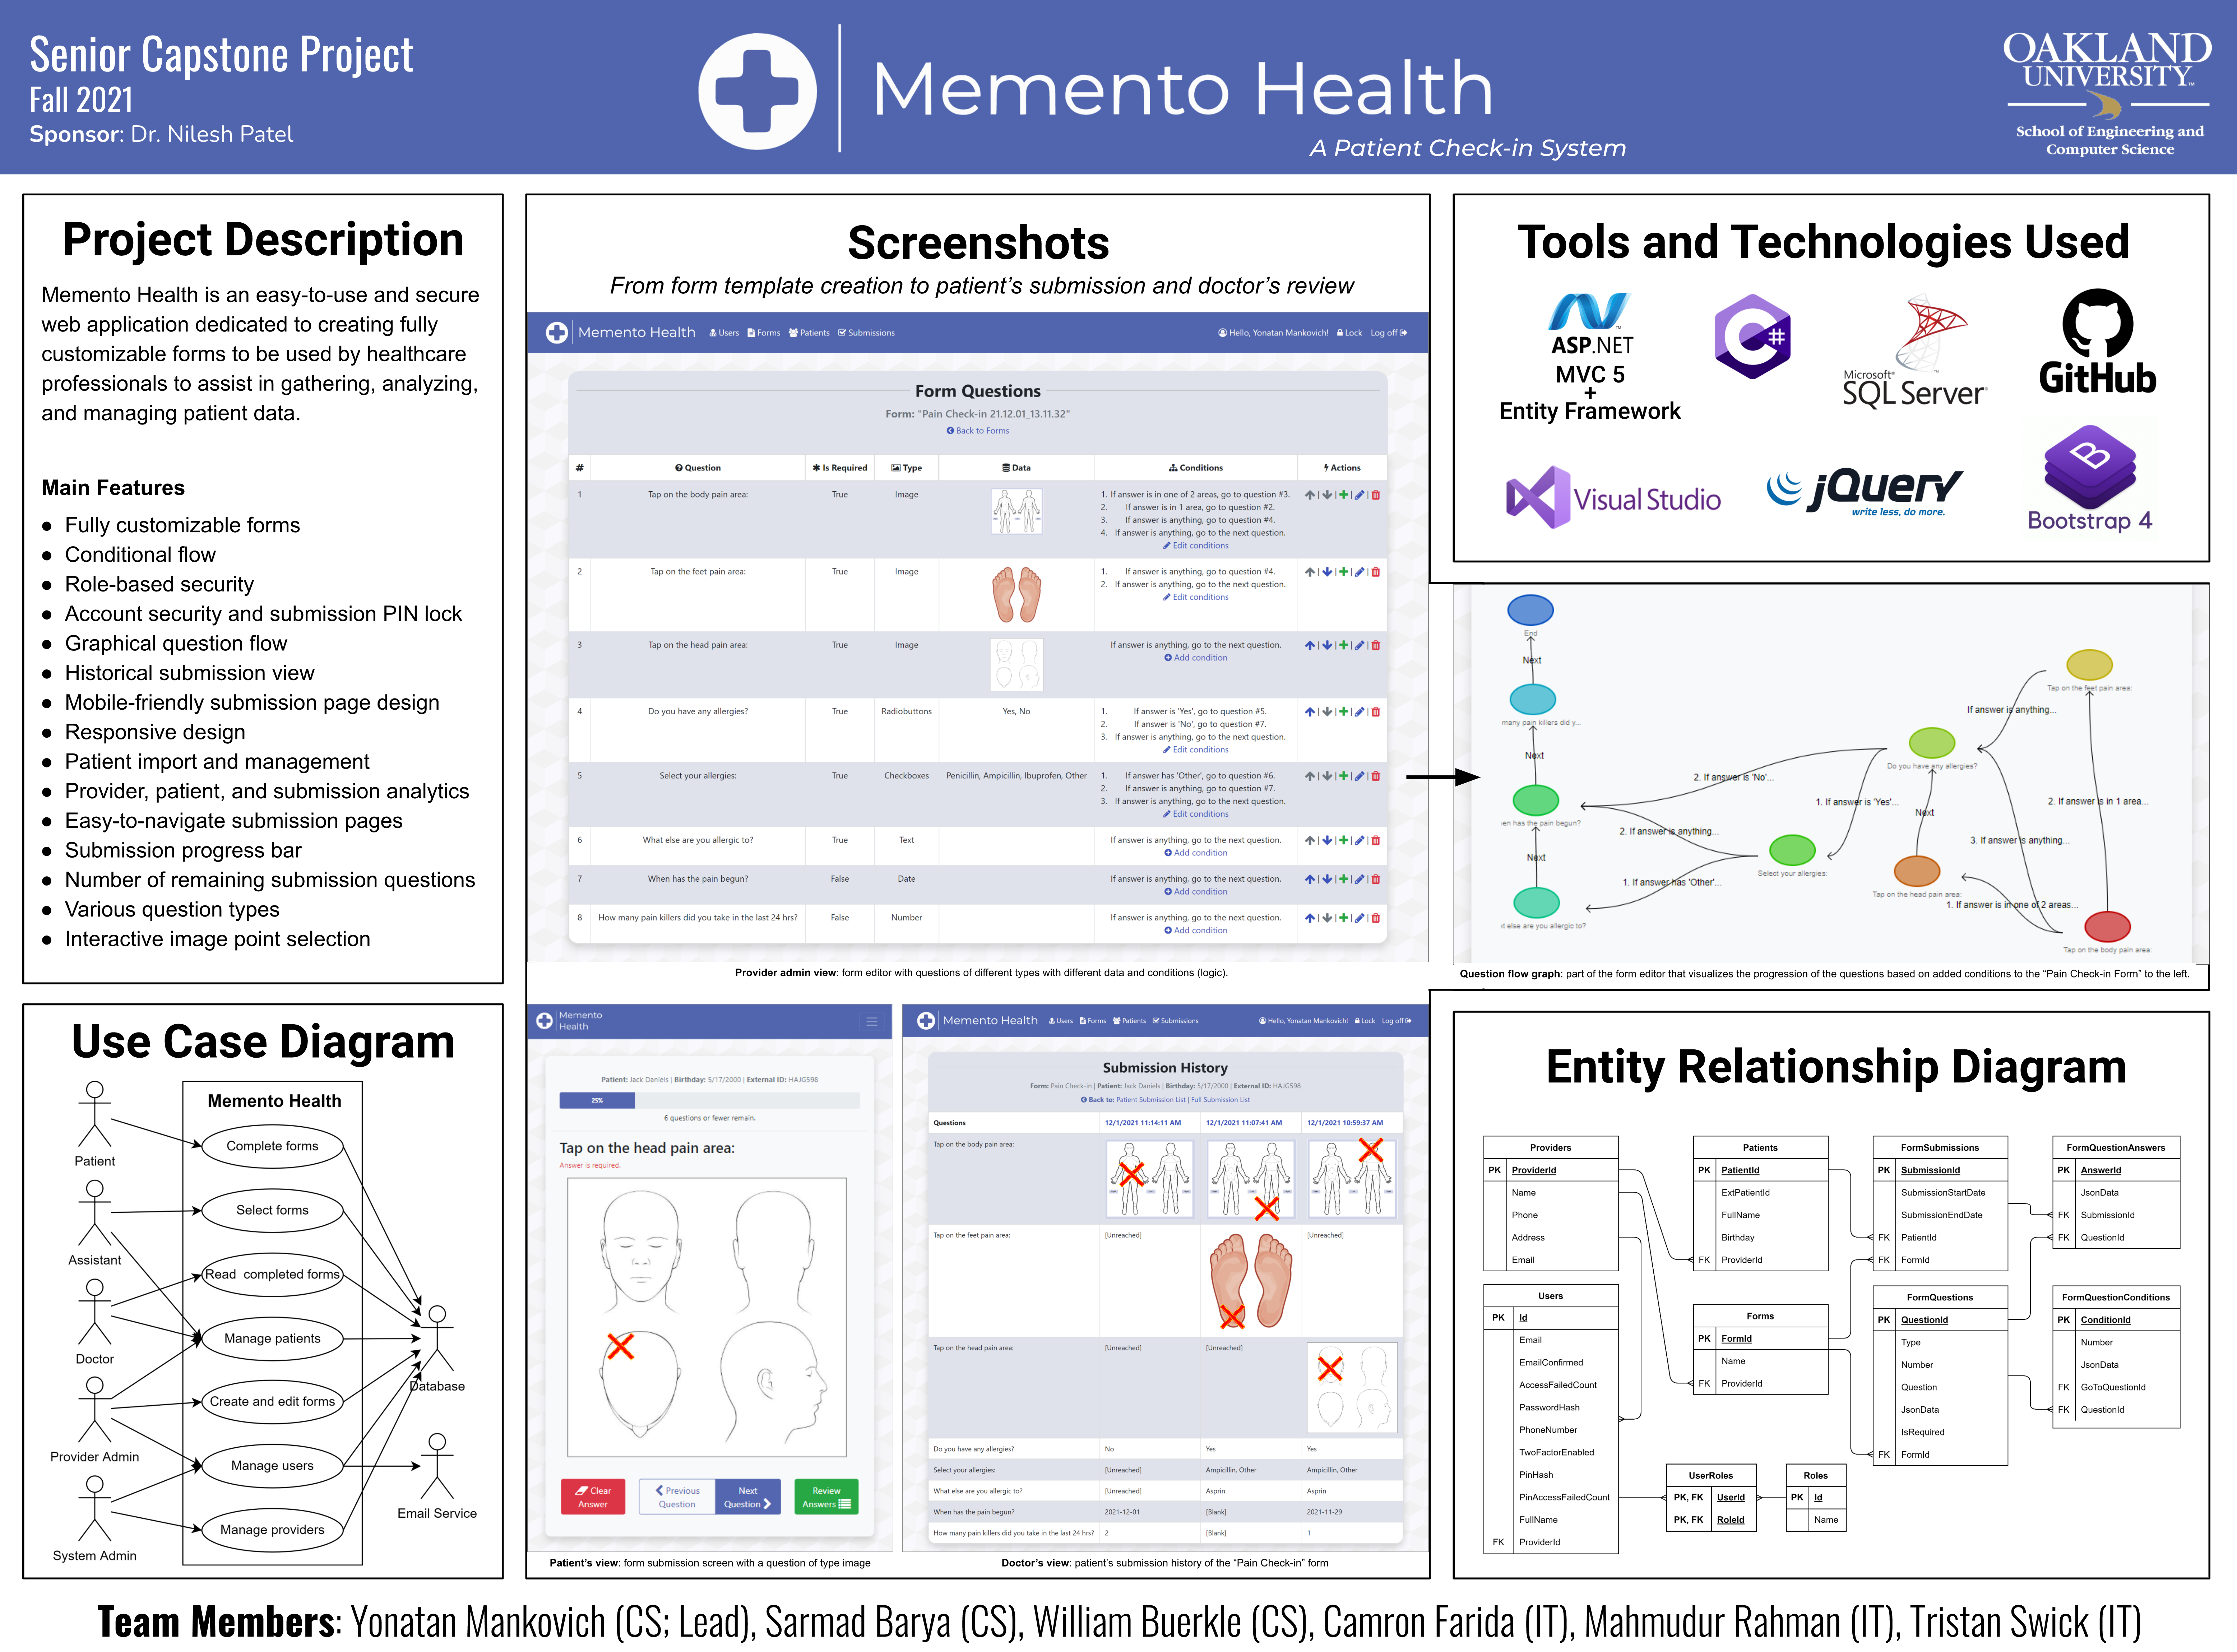 Senior Capstone Project
Fall 2021
Sponsor: Dr. Nilesh Patel
Memento Health
A Patient Check-in System
OAKLAND
UNIVERSITY™
School of Engineering and
Computer Science
Project Description
Memento Health is an easy-to-use and secure
web application dedicated to creating fully
customizable forms to be used by healthcare
professionals to assist in gathering, analyzing,
and managing patient data.
Main Features
● Fully customizable forms
● Conditional flow
● Role-based security
● Account security and submission PIN lock
● Graphical question flow
● Historical submission view
● Mobile-friendly submission page design
● Responsive design
● Patient import and management
● Provider, patient, and submission analytics
● Easy-to-navigate submission pages
● Submission progress bar
● Number of remaining submission questions
● Various question types
● Interactive image point selection
Use Case Diagram
Memento Health
Patient
Assistant
Doctor
Provider Admin
System Admin
Complete forms
Select forms
Read completed forms
Manage patients
Create and edit forms
Manage users
Manage providers
Database
Email Service
Screenshots
From form template creation to patient's submission and doctor's review
Memento Health Users Forms Patients Submissions Hello, Yonatan Mankovich! Lock Log off
Form Questions
Form: "Pain Check-in 21.12.01_13.11.32"
Back to Forms
# Question Is Required Type Data Conditions Actions
1 Tap on the body pain area: True Image
1. If answer is in one of 2 areas, go to question #3.
2. If answer is in 1 area, go to question #2.
3. If answer is anything, go to question #4.
4. If answer is anything, go to the next question.
Edit conditions
2 Tap on the feet pain area: True Image
1. If answer is anything, go to question #4.
2. If answer is anything, go to the next question.
Edit conditions
3 Tap on the head pain area: True Image If answer is anything, go to the next question.
Add condition
4 Do you have any allergies? True Radiobuttons Yes, No
1. If answer is 'Yes', go to question #5.
2. If answer is 'No', go to question #7.
3. If answer is anything, go to the next question.
Edit conditions
5 Select your allergies: True Checkboxes Penicillin, Ampicillin, Ibuprofen, Other
1. If answer has 'Other', go to question #6.
2. If answer is anything, go to question #7.
3. If answer is anything, go to the next question.
Edit conditions
6 What else are you allergic to? True Text If answer is anything, go to the next question.
Add condition
7 When has the pain begun? False Date If answer is anything, go to the next question.
Add condition
8 How many pain killers did you take in the last 24 hrs? False Number If answer is anything, go to the next question.
Add condition
Provider admin view: form editor with questions of different types with different data and conditions (logic).
Memento
Health
Patient: Jack Daniels | Birthday: 5/17/2000 | External ID: HAJG598
25%
6 questions or fewer remain.
Tap on the head pain area:
Answer is required.
Clear
Answer
Previous
Question
Next
Question
Review
Answers
Patient's view: form submission screen with a question of type image
Memento Health Users Forms Patients Submissions Hello, Yonatan Mankovich! Lock Log off
Submission History
Form: Pain Check-in | Patient: Jack Daniels | Birthday: 5/17/2000 | External ID: HAJG598
Back to: Patient Submission List | Full Submission List
Questions 12/1/2021 11:14:11 AM 12/1/2021 11:07:41 AM 12/1/2021 10:59:37 AM
Tap on the body pain area:
Tap on the feet pain area: [Unreached] [Unreached]
Tap on the head pain area: [Unreached] [Unreached]
Do you have any allergies? No Yes Yes
Select your allergies: [Unreached] Ampicillin, Other Ampicillin, Other
What else are you allergic to? [Unreached] Asprin Asprin
When has the pain begun? 2021-12-01 [Blank] 2021-11-29
How many pain killers did you take in the last 24 hrs? 2 [Blank] 1
Doctor's view: patient's submission history of the "Pain Check-in" form
Tools and Technologies Used
ASP.NET
MVC 5
+
Entity Framework
C#
Microsoft®
SQL Server®
GitHub
Visual Studio
jQuery
write less, do more.
B
Bootstrap 4
End
Next
many pain killers did y...
Next
en has the pain begun?
Next
t else are you allergic to?
Tap on the feet pain area:
If answer is anything...
Do you have any allergies?
2. If answer is 'No'...
1. If answer is 'Yes'...
2. If answer is in 1 area...
Next
2. If answer is anything...
3. If answer is anything...
Select your allergies:
1. If answer has 'Other'...
Tap on the head pain area:
1. If answer is in one of 2 areas...
Tap on the body pain area:
Question flow graph: part of the form editor that visualizes the progression of the questions based on added conditions to the "Pain Check-in Form" to the left.
Entity Relationship Diagram
Providers
PK ProviderId
Name
Phone
Address
Email
Users
PK Id
Email
EmailConfirmed
AccessFailedCount
PasswordHash
PhoneNumber
TwoFactorEnabled
PinHash
PinAccessFailedCount
FullName
FK ProviderId
Patients
PK PatientId
ExtPatientId
FullName
Birthday
FK ProviderId
Forms
PK FormId
Name
FK ProviderId
UserRoles
PK, FK UserId
PK, FK RoleId
Roles
PK Id
Name
FormSubmissions
PK SubmissionId
SubmissionStartDate
SubmissionEndDate
FK PatientId
FK FormId
FormQuestions
PK QuestionId
Type
Number
Question
JsonData
IsRequired
FK FormId
FormQuestionAnswers
PK AnswerId
JsonData
FK SubmissionId
FK QuestionId
FormQuestionConditions
PK ConditionId
Number
JsonData
FK GoToQuestionId
FK QuestionId
Team Members: Yonatan Mankovich (CS; Lead), Sarmad Barya (CS), William Buerkle (CS), Camron Farida (IT), Mahmudur Rahman (IT), Tristan Swick (IT)